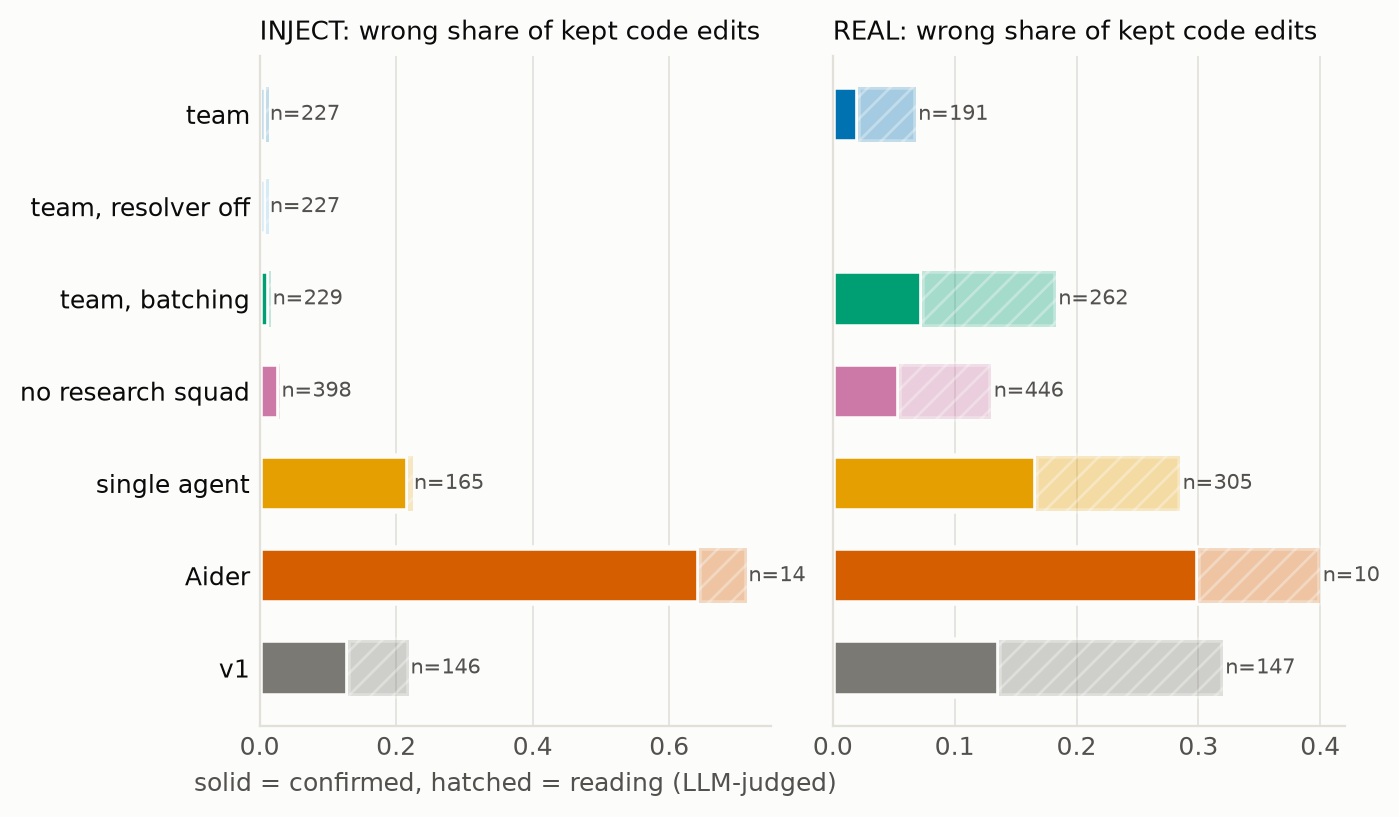 INJECT: wrong share of kept code edits
REAL: wrong share of kept code edits
team
n=227
n=191
team, resolver off
n=227
team, batching
n=229
n=262
no research squad
n=398
n=446
single agent
n=165
n=305
Aider
n=14
n=10
v1
n=146
n=147
0.0 0.2 0.4 0.6
0.0 0.1 0.2 0.3 0.4
solid = confirmed, hatched = reading (LLM-judged)